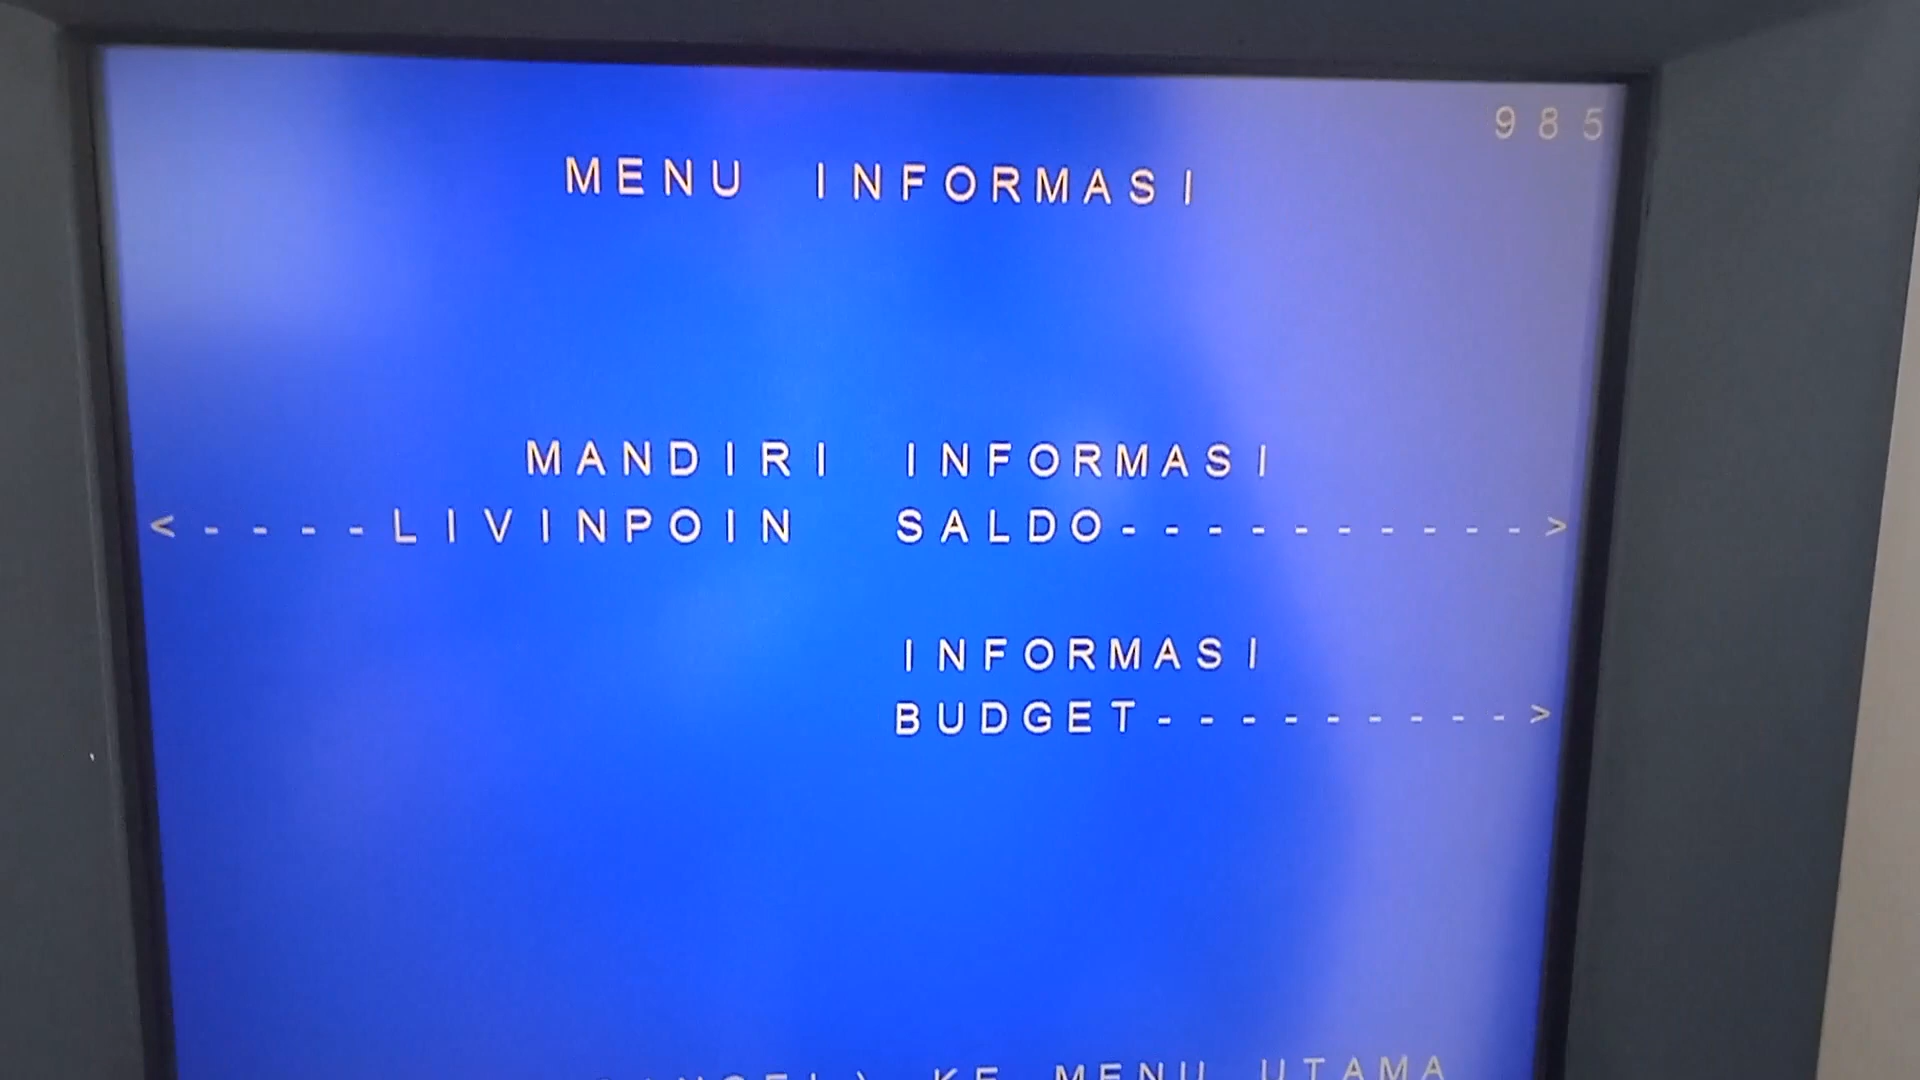 985
MENU INFORMASI
MANDIRI INFORMASI
<----LIVINPOIN SALDO---------->
INFORMASI
BUDGET--------->
KE MENU UTAMA